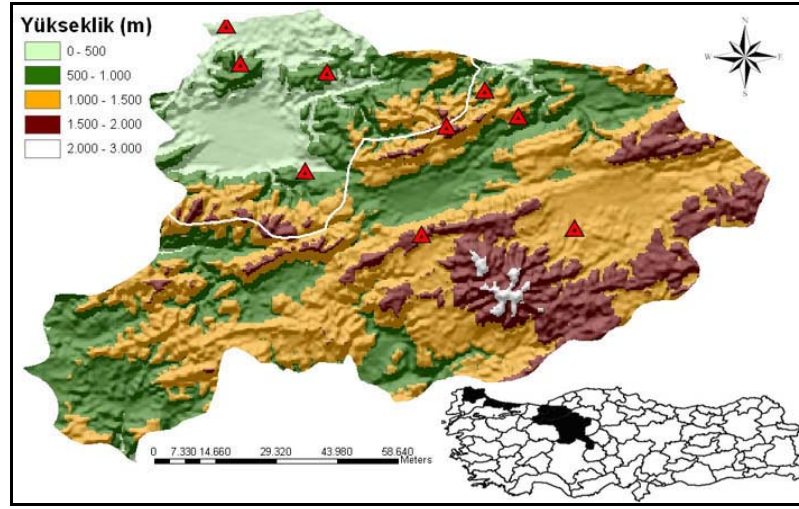 Yükseklik (m)
0 - 500
500 - 1.000
1.000 - 1.500
1.500 - 2.000
2.000 - 3.000
N
W E
S
0 7.330 14.660 29.320 43.980 58.640
Meters